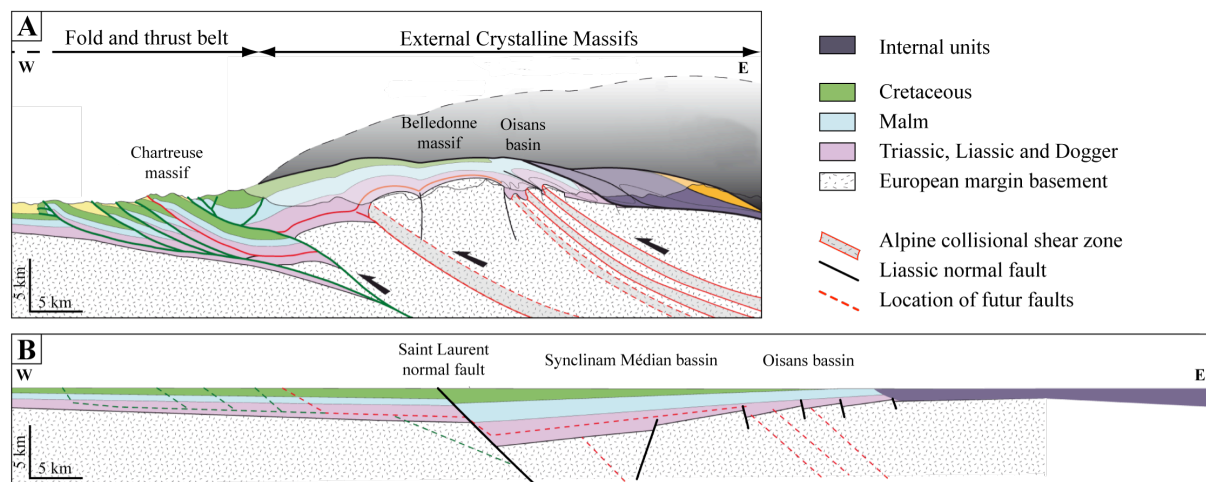 A
Fold and thrust belt
External Crystalline Massifs
W
E
Belledonne
massif
Oisans
basin
Chartreuse
massif
5 km
5 km
Internal units
Cretaceous
Malm
Triassic, Liassic and Dogger
European margin basement
Alpine collisional shear zone
Liassic normal fault
Location of futur faults
B
W
E
Saint Laurent
normal fault
Synclinam Médian bassin
Oisans bassin
5 km
5 km